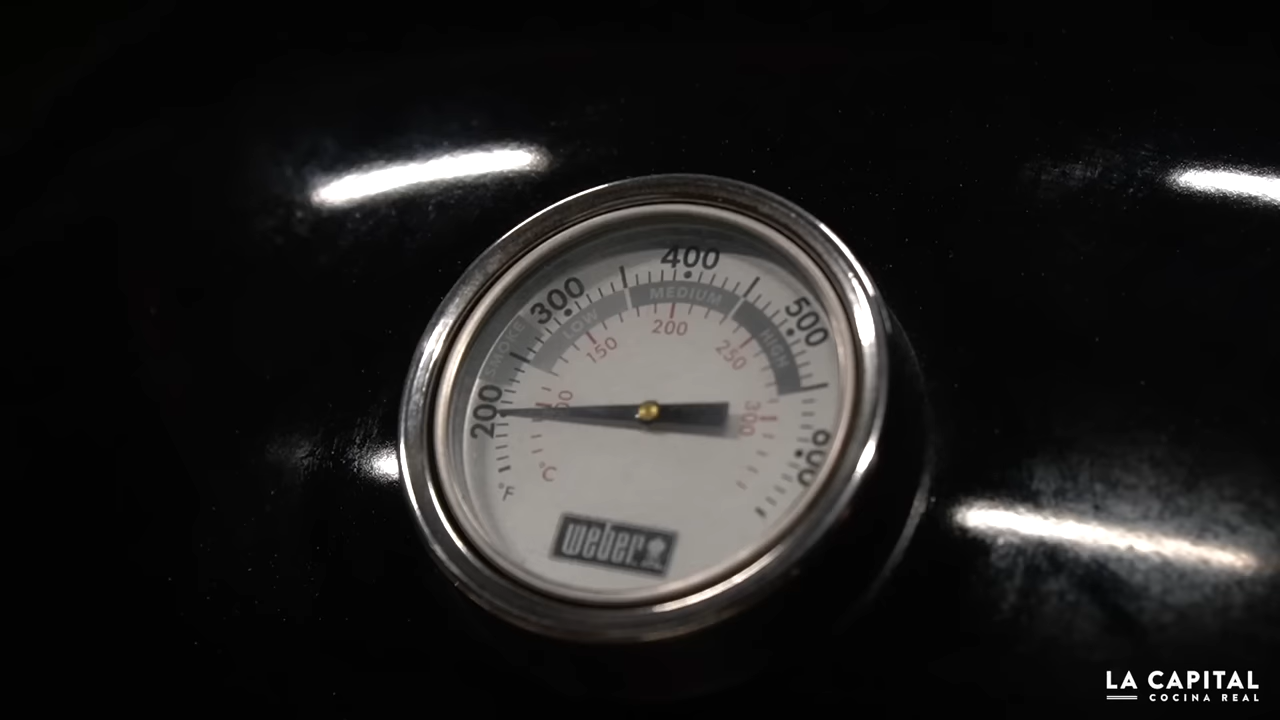 400
300
500
MEDIUM
LOW
HIGH
SMOKE
200
150
250
200
300
600
°C
°F
weber
LA CAPITAL
COCINA REAL